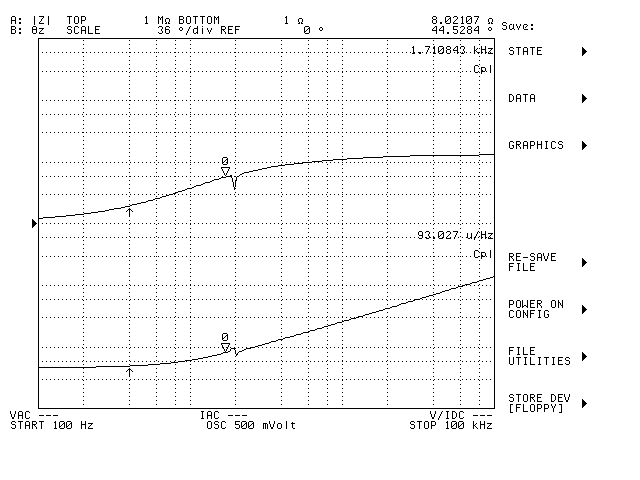 A: |Z| TOP 1 MΩ BOTTOM 1 Ω 8.02107 Ω
B: θz SCALE 36 °/div REF 0 ° 44.5284 °
Save:
1.710843 kHz
Cpl
STATE
DATA
GRAPHICS
0
93.027 u/Hz
Cpl
RE-SAVE
FILE
POWER ON
CONFIG
0
FILE
UTILITIES
STORE DEV
[FLOPPY]
VAC --- IAC --- V/IDC ---
START 100 Hz OSC 500 mVolt STOP 100 kHz